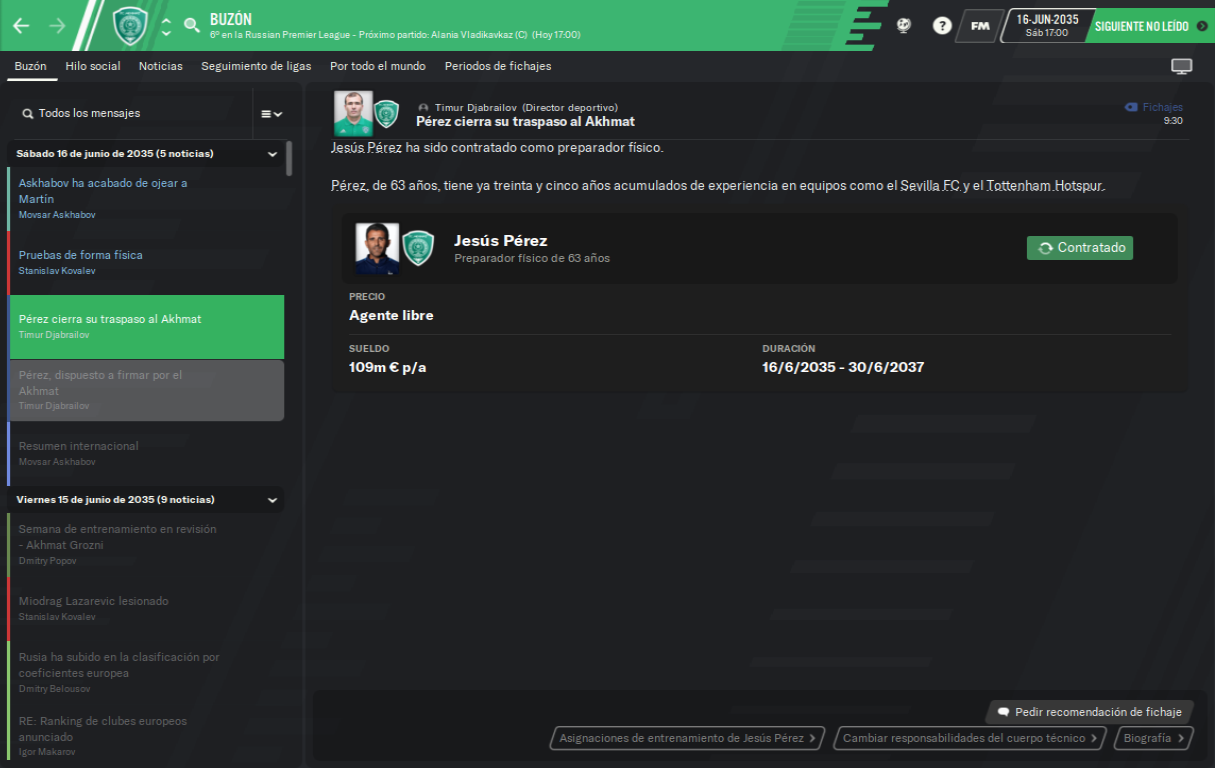 BUZÓN
6º en la Russian Premier League - Próximo partido: Alania Vladikavkaz (C) (Hoy 17:00)
?
FM
16-JUN-2035
Sáb 17:00
SIGUIENTE NO LEÍDO
Buzón
Hilo social
Noticias
Seguimiento de ligas
Por todo el mundo
Periodos de fichajes
Todos los mensajes
Sábado 16 de junio de 2035 (5 noticias)
Askhabov ha acabado de ojear a
Martín
Movsar Askhabov
Pruebas de forma física
Stanislav Kovalev
Pérez cierra su traspaso al Akhmat
Timur Djabrailov
Pérez, dispuesto a firmar por el
Akhmat
Timur Djabrailov
Resumen internacional
Movsar Askhabov
Viernes 15 de junio de 2035 (9 noticias)
Semana de entrenamiento en revisión
- Akhmat Grozni
Dmitry Popov
Miodrag Lazarevic lesionado
Stanislav Kovalev
Rusia ha subido en la clasificación por
coeficientes europea
Dmitry Belousov
RE: Ranking de clubes europeos
anunciado
Igor Makarov
Timur Djabrailov (Director deportivo)
Pérez cierra su traspaso al Akhmat
Fichajes
9:30
Jesús Pérez ha sido contratado como preparador físico.
Pérez, de 63 años, tiene ya treinta y cinco años acumulados de experiencia en equipos como el Sevilla FC y el Tottenham Hotspur.
Jesús Pérez
Preparador físico de 63 años
Contratado
PRECIO
Agente libre
SUELDO
109m € p/a
DURACIÓN
16/6/2035 - 30/6/2037
Pedir recomendación de fichaje
Asignaciones de entrenamiento de Jesús Pérez
Cambiar responsabilidades del cuerpo técnico
Biografía